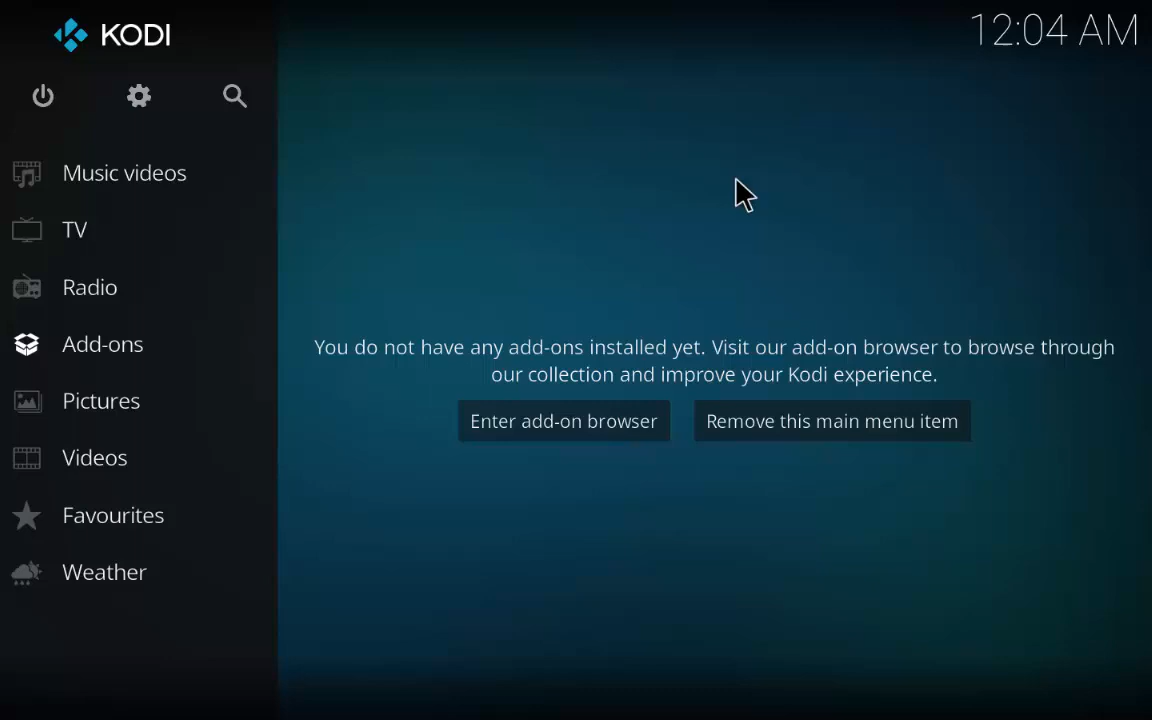 KODI
12:04 AM
Music videos
TV
Radio
Add-ons
Pictures
Videos
Favourites
Weather
You do not have any add-ons installed yet. Visit our add-on browser to browse through
our collection and improve your Kodi experience.
Enter add-on browser
Remove this main menu item